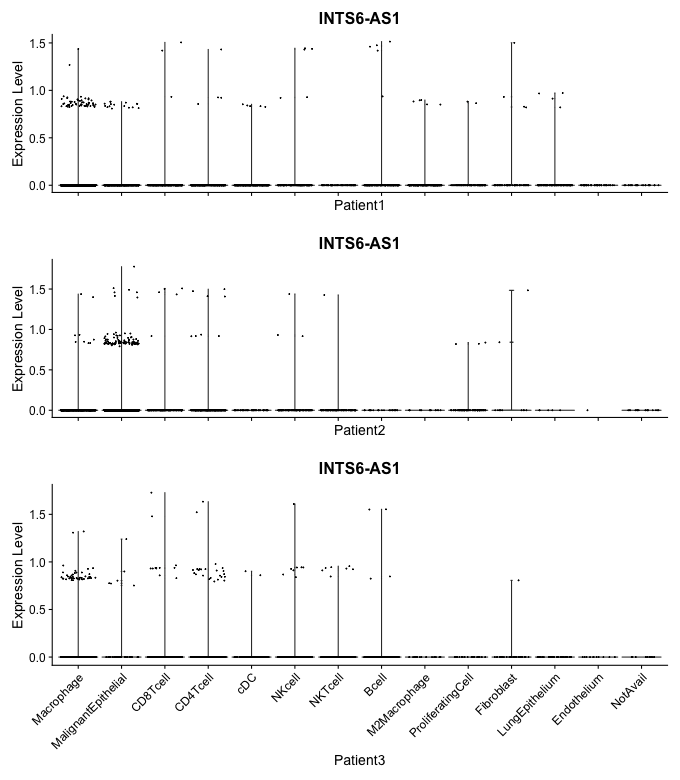 INTS6-AS1
Expression Level
1.5
1.0
0.5
0.0
Patient1
INTS6-AS1
Expression Level
1.5
1.0
0.5
0.0
Patient2
INTS6-AS1
Expression Level
1.5
1.0
0.5
0.0
Macrophage
MalignantEpithelial
CD8Tcell
CD4Tcell
cDC
NKcell
NKTcell
Bcell
M2Macrophage
ProliferatingCell
Fibroblast
LungEpithelium
Endothelium
NotAvail
Patient3